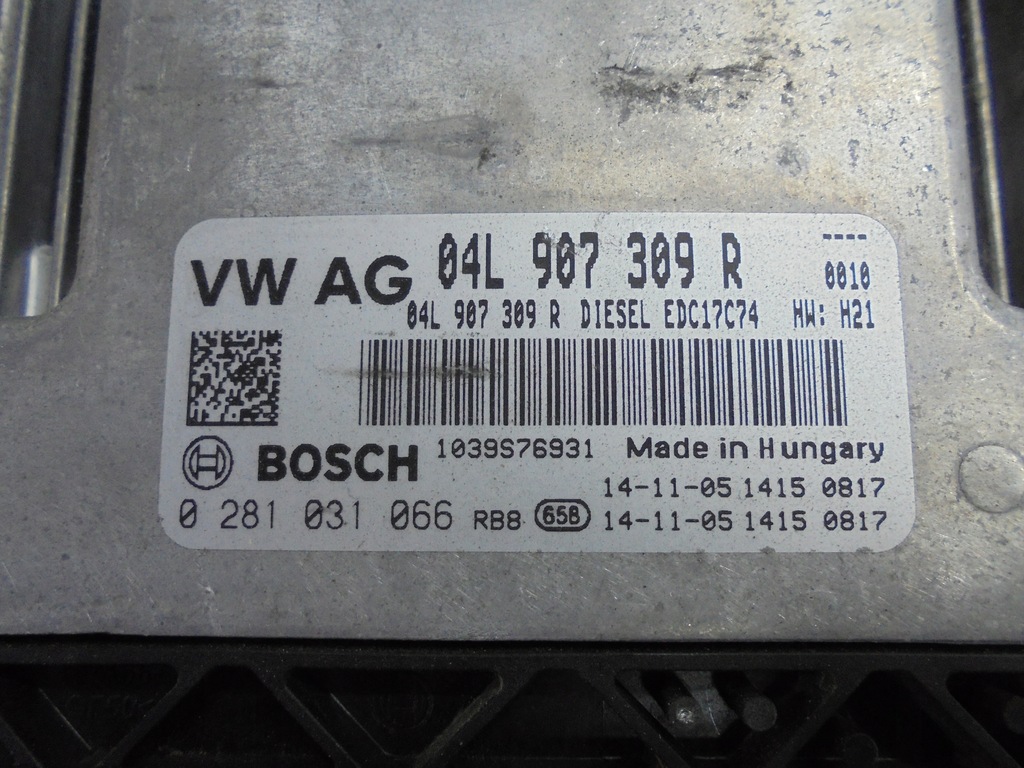 VW AG 04L 907 309 R ----
0010
04L 907 309 R DIESEL EDC17C74 HW: H21
BOSCH 1039S76931 Made in Hungary
14-11-05 1415 0817
0 281 031 066 RB8 65B 14-11-05 1415 0817